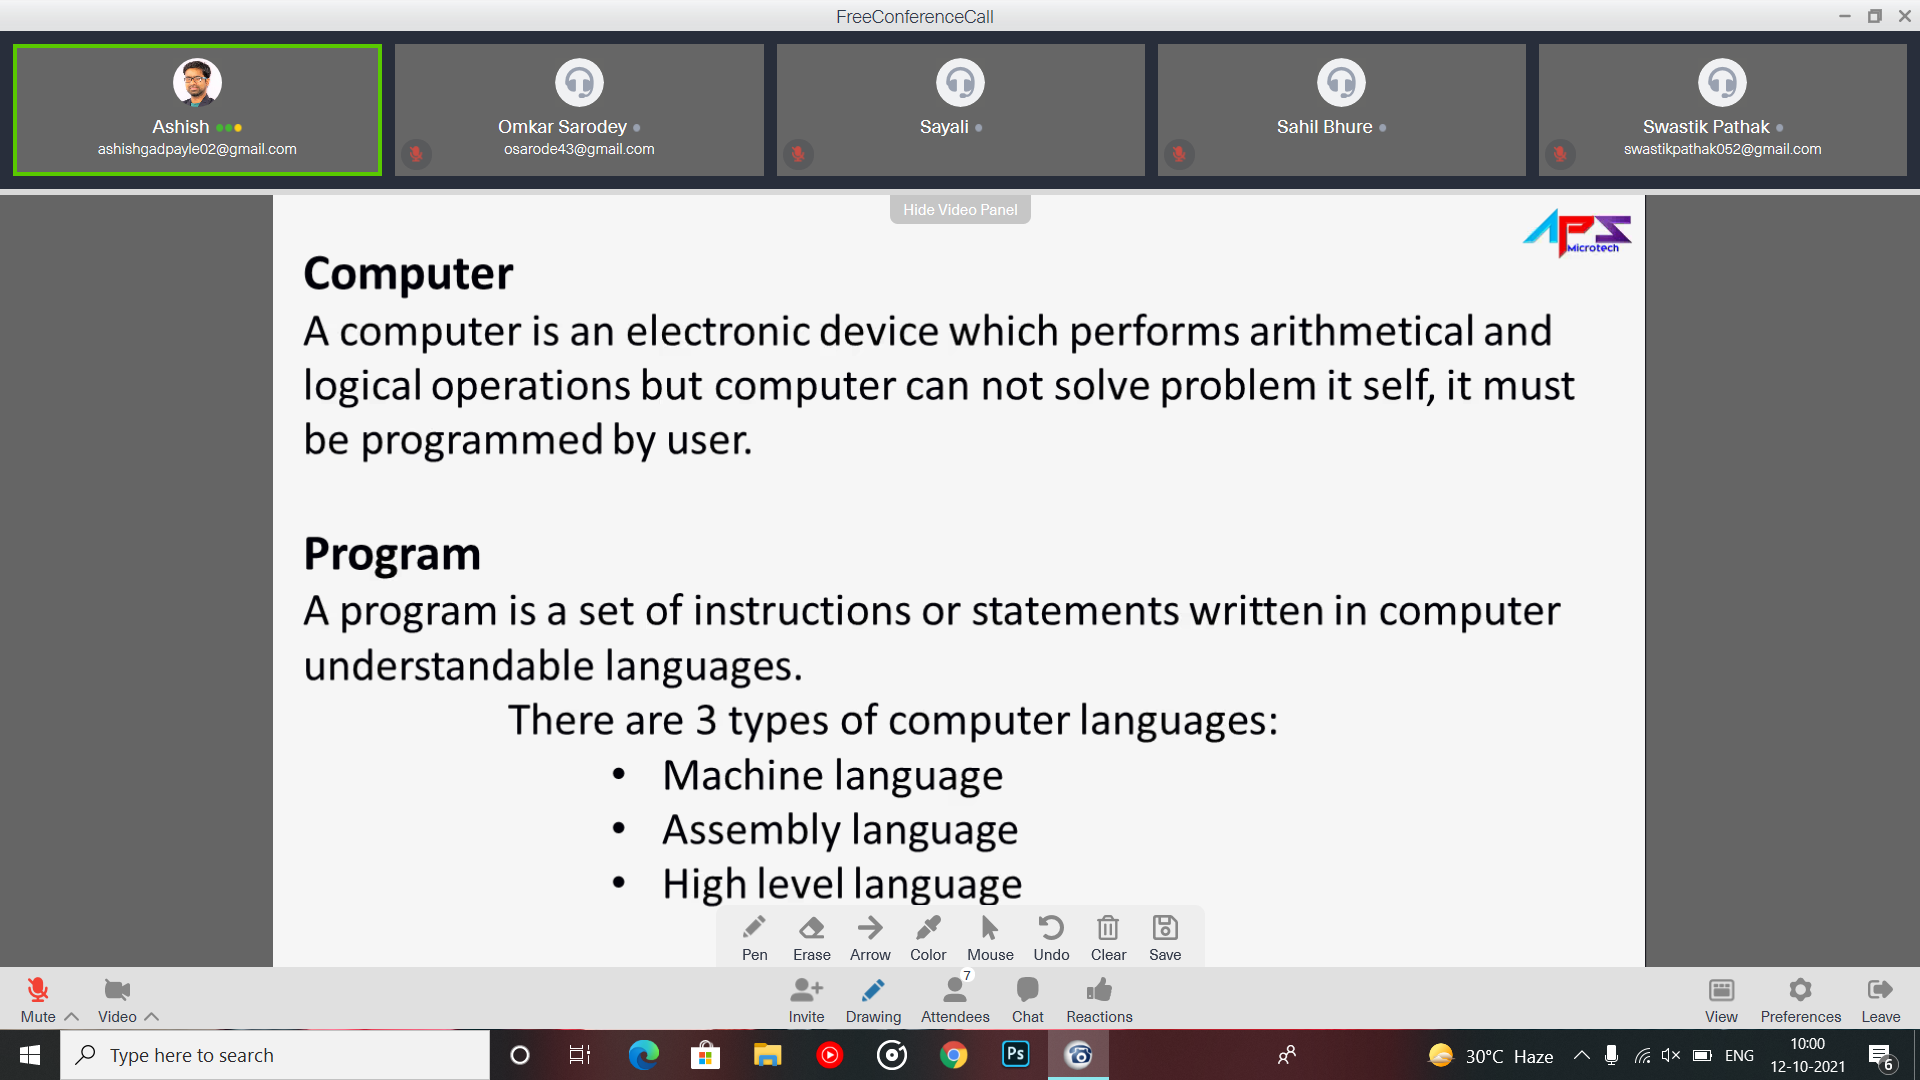 FreeConferenceCall
Ashish
ashishgadpayle02@gmail.com
Omkar Sarodey
osarode43@gmail.com
Sayali
Sahil Bhure
Swastik Pathak
swastikpathak052@gmail.com
Hide Video Panel
APS
Microtech
Computer
A computer is an electronic device which performs arithmetical and
logical operations but computer can not solve problem it self, it must
be programmed by user.
Program
A program is a set of instructions or statements written in computer
understandable languages.
There are 3 types of computer languages:
• Machine language
• Assembly language
• High level language
Pen Erase Arrow Color Mouse Undo Clear Save
7
Mute Video Invite Drawing Attendees Chat Reactions View Preferences Leave
Type here to search
Ps
30°C Haze
ENG
10:00
12-10-2021
6